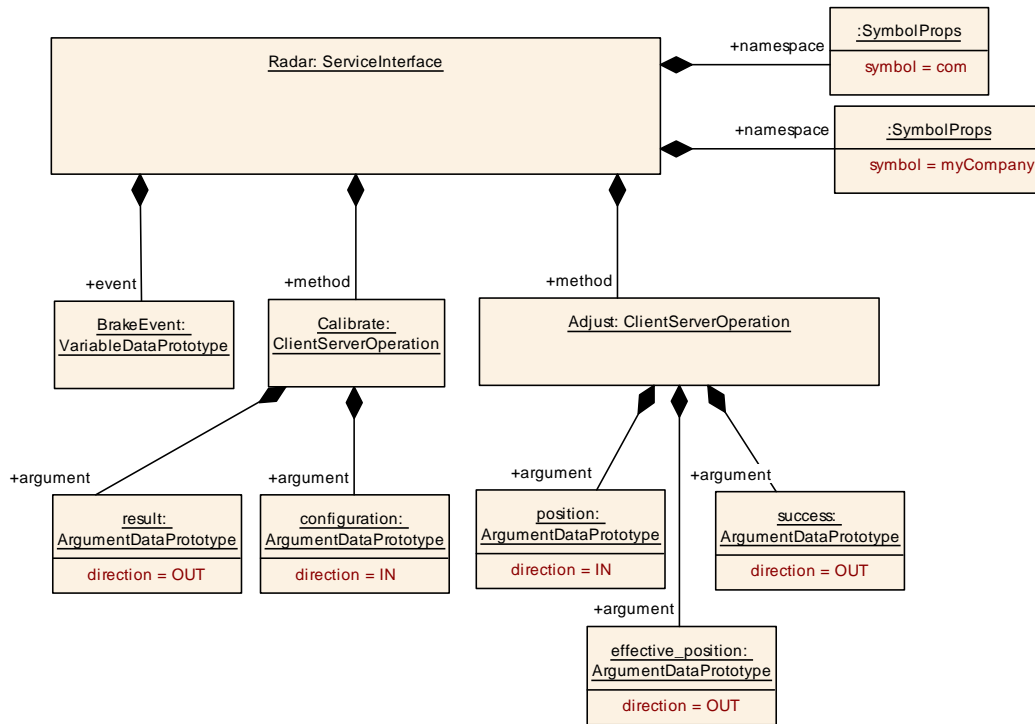 Radar: ServiceInterface
+namespace
:SymbolProps
symbol = com
+namespace
:SymbolProps
symbol = myCompany
+event
+method
+method
BrakeEvent:
VariableDataPrototype
Calibrate:
ClientServerOperation
Adjust: ClientServerOperation
+argument
+argument
+argument
+argument
result:
ArgumentDataPrototype
direction = OUT
configuration:
ArgumentDataPrototype
direction = IN
position:
ArgumentDataPrototype
direction = IN
success:
ArgumentDataPrototype
direction = OUT
+argument
effective_position:
ArgumentDataPrototype
direction = OUT